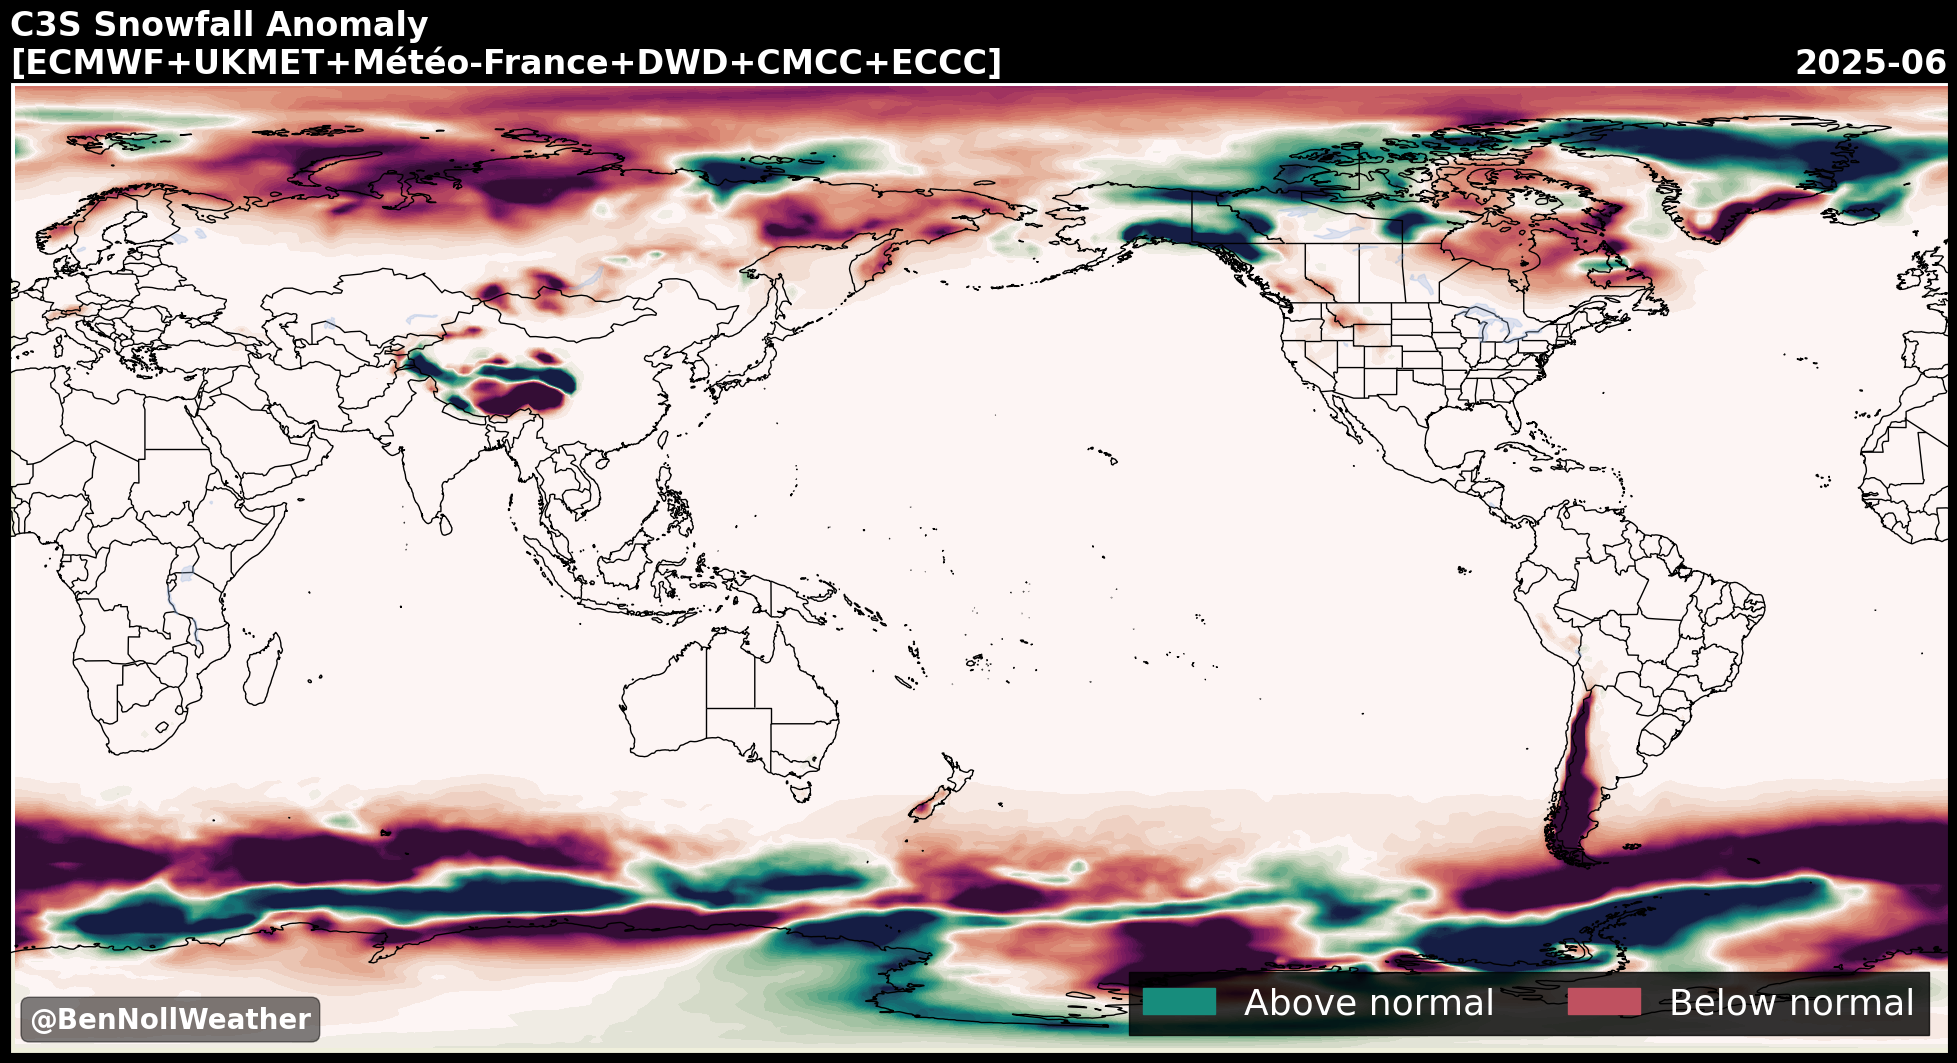 C3S Snowfall Anomaly
[ECMWF+UKMET+Météo-France+DWD+CMCC+ECCC]
2025-06
@BenNollWeather
Above normal
Below normal